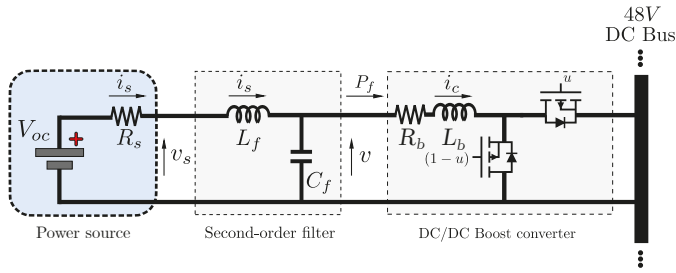 48V
DC Bus
i_s
i_s
P_f
i_c
u
V_oc
+
R_s
v_s
L_f
C_f
v
R_b
L_b
(1-u)
Power source
Second-order filter
DC/DC Boost converter